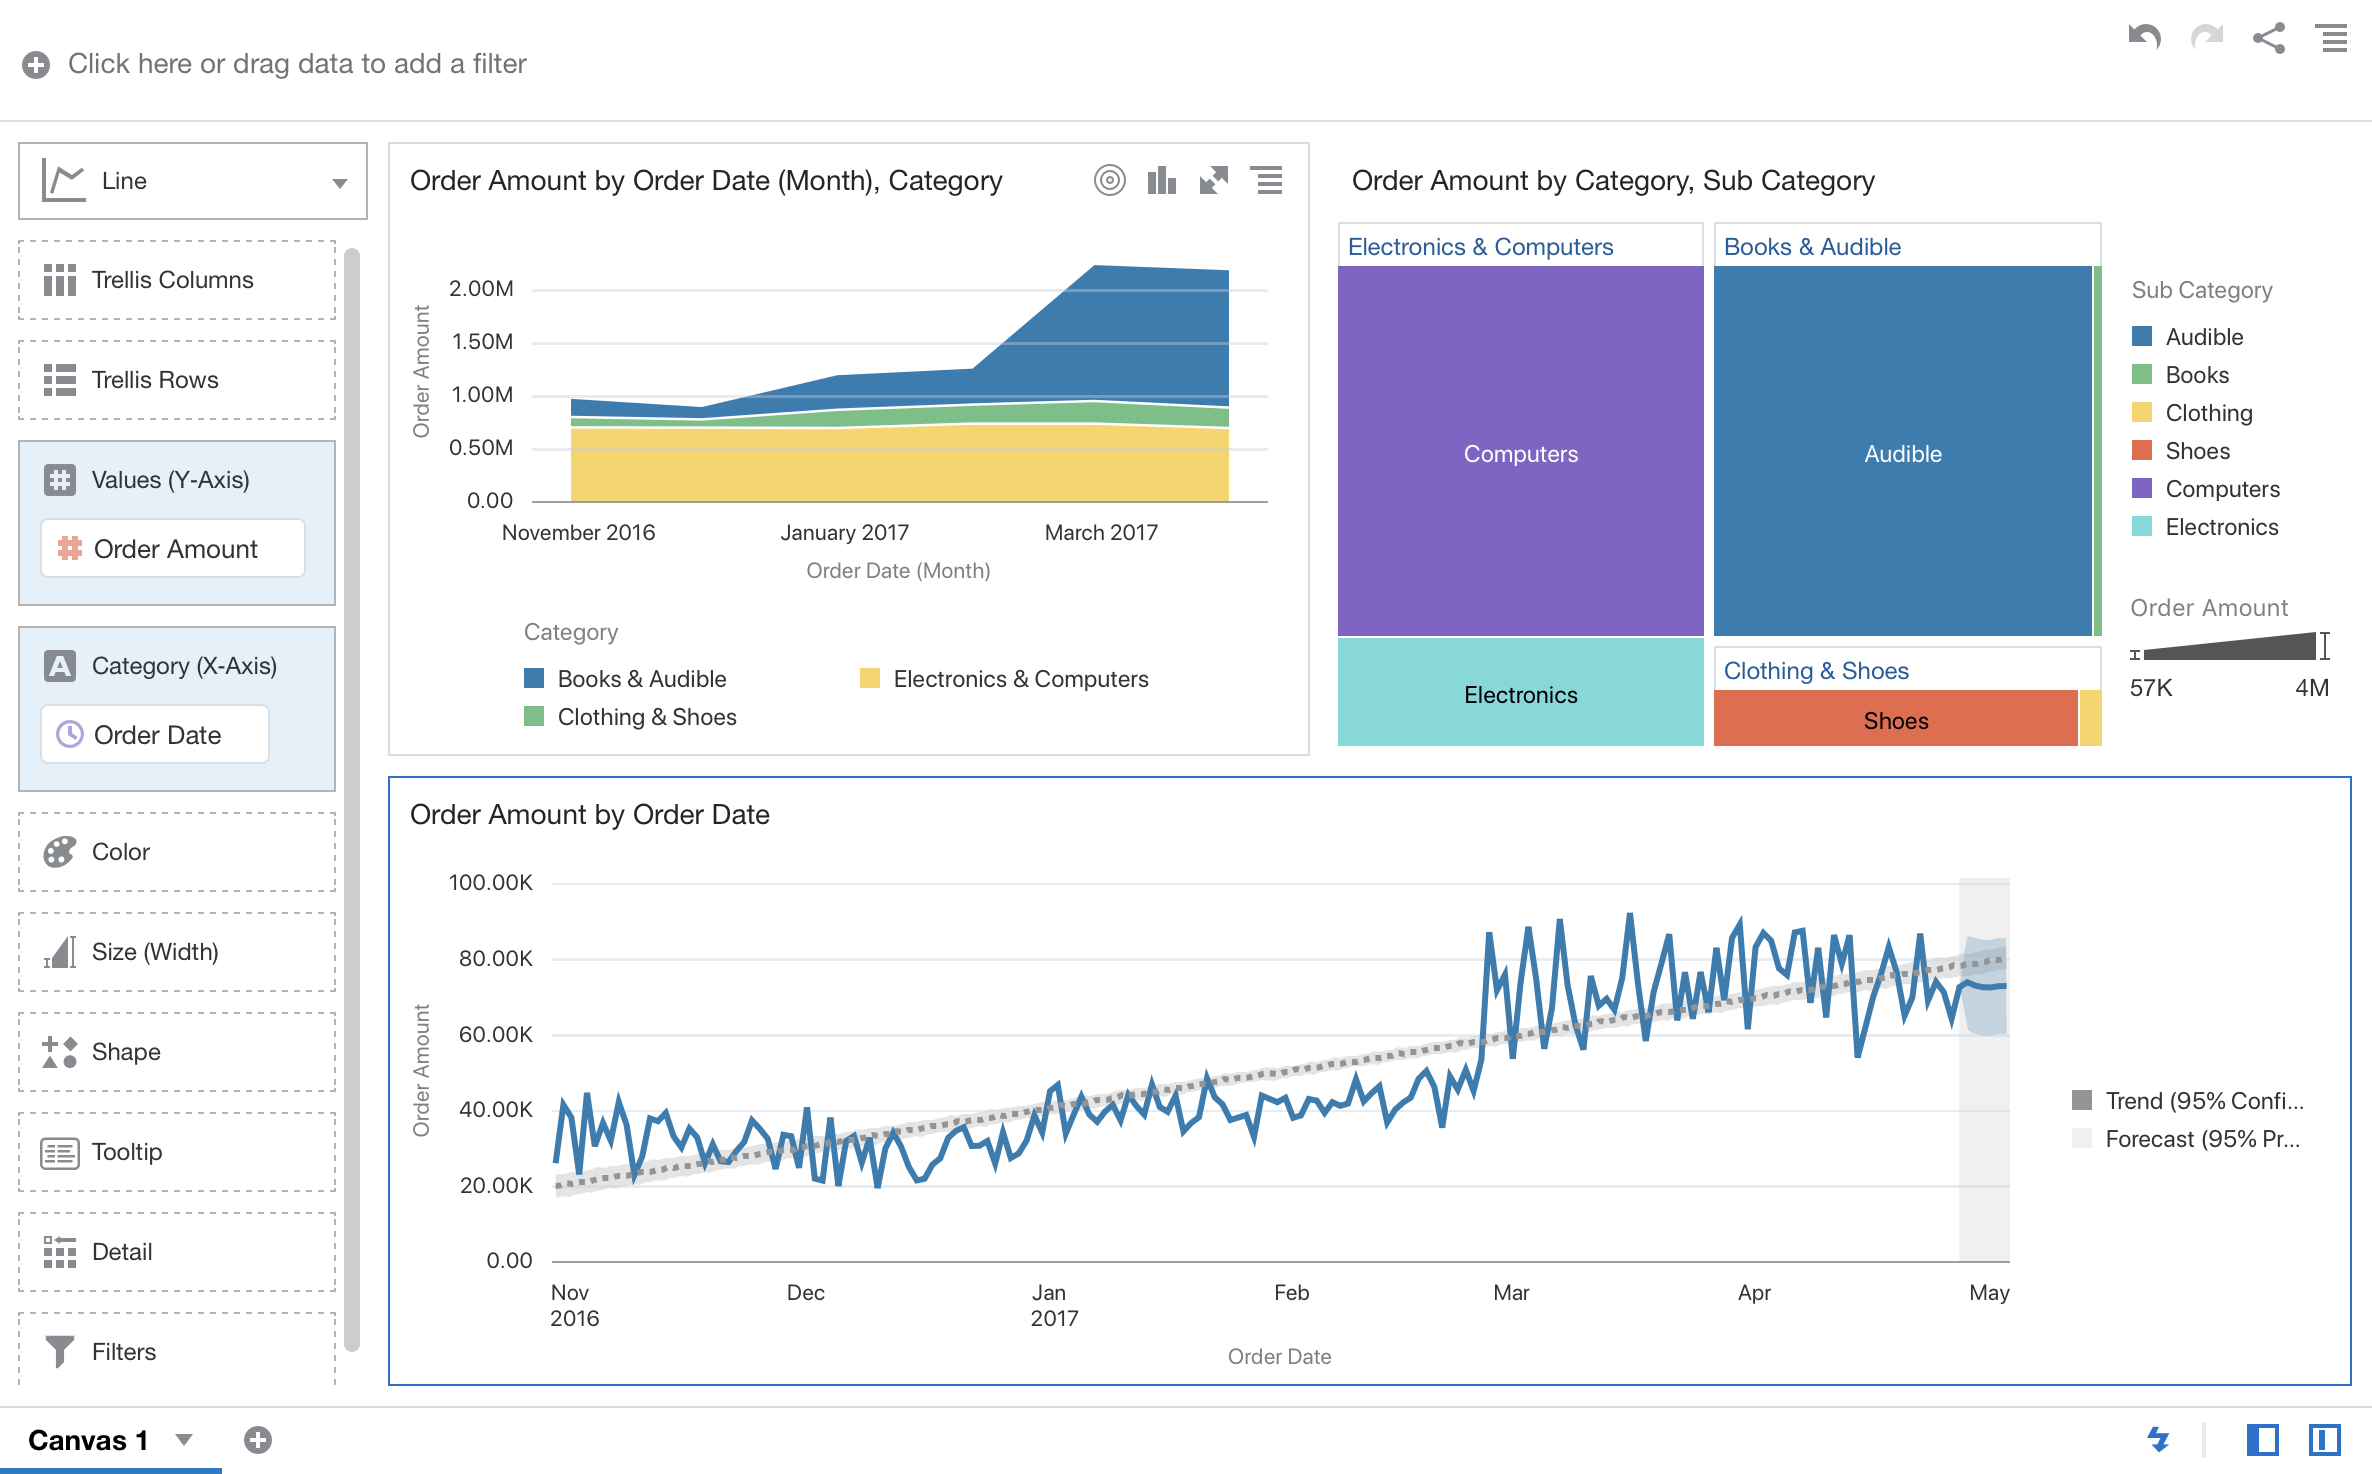 Click here or drag data to add a filter
Line
Trellis Columns
Trellis Rows
Values (Y-Axis)
Order Amount
Category (X-Axis)
A
Order Date
Color
Size (Width)
Shape
Tooltip
Detail
Filters
Order Amount by Order Date (Month), Category
Order Amount
2.00M
1.50M
1.00M
0.50M
0.00
November 2016
January 2017
March 2017
Order Date (Month)
Category
Books & Audible
Electronics & Computers
Clothing & Shoes
Order Amount by Category, Sub Category
Electronics & Computers
Computers
Electronics
Books & Audible
Audible
Clothing & Shoes
Shoes
Sub Category
Audible
Books
Clothing
Shoes
Computers
Electronics
Order Amount
57K
4M
Order Amount by Order Date
Order Amount
100.00K
80.00K
60.00K
40.00K
20.00K
0.00
Nov
2016
Dec
Jan
2017
Feb
Mar
Apr
May
Order Date
Trend (95% Confi...
Forecast (95% Pr...
Canvas 1